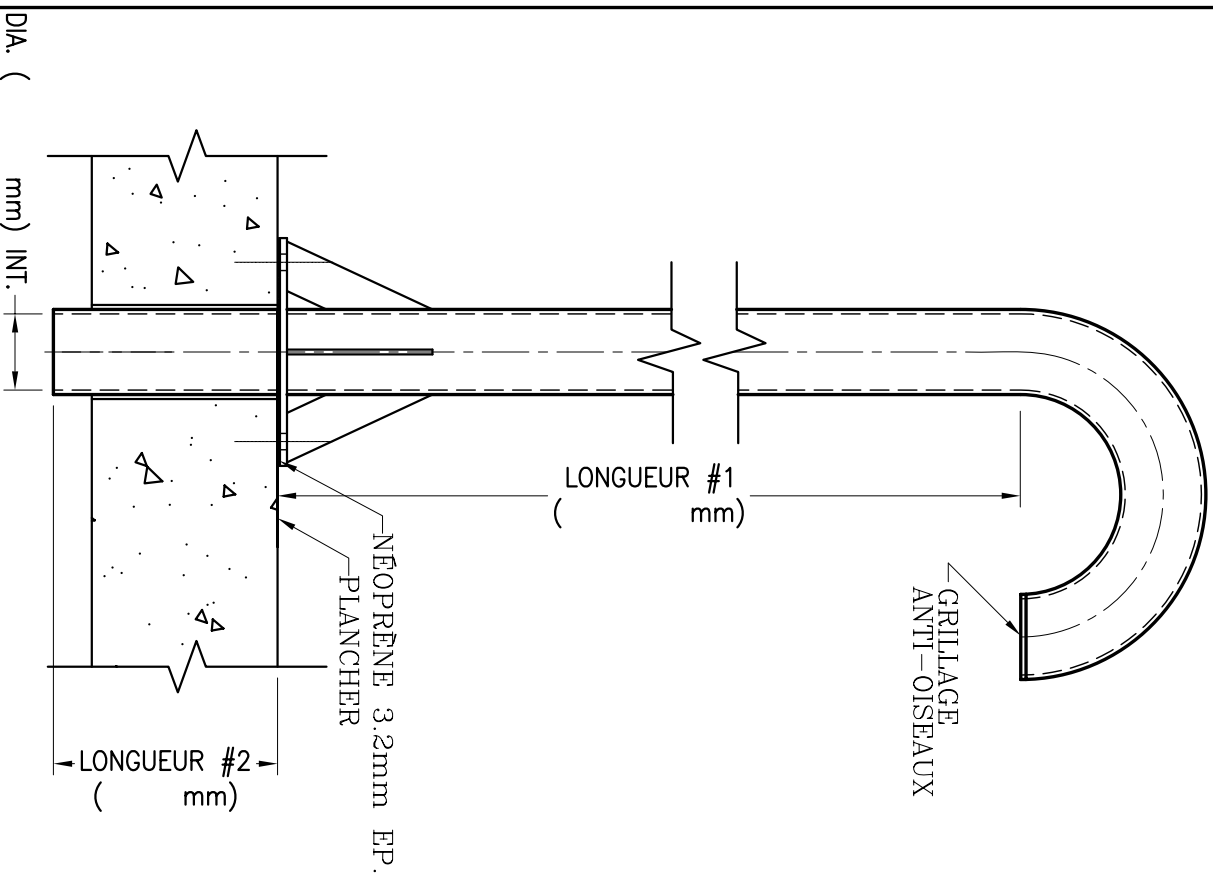 DIA. ( mm) INT.
LONGUEUR #1
( mm)
NÉOPRÈNE 3.2mm EP.
PLANCHER
GRILLAGE
ANTI-OISEAUX
LONGUEUR #2
( mm)